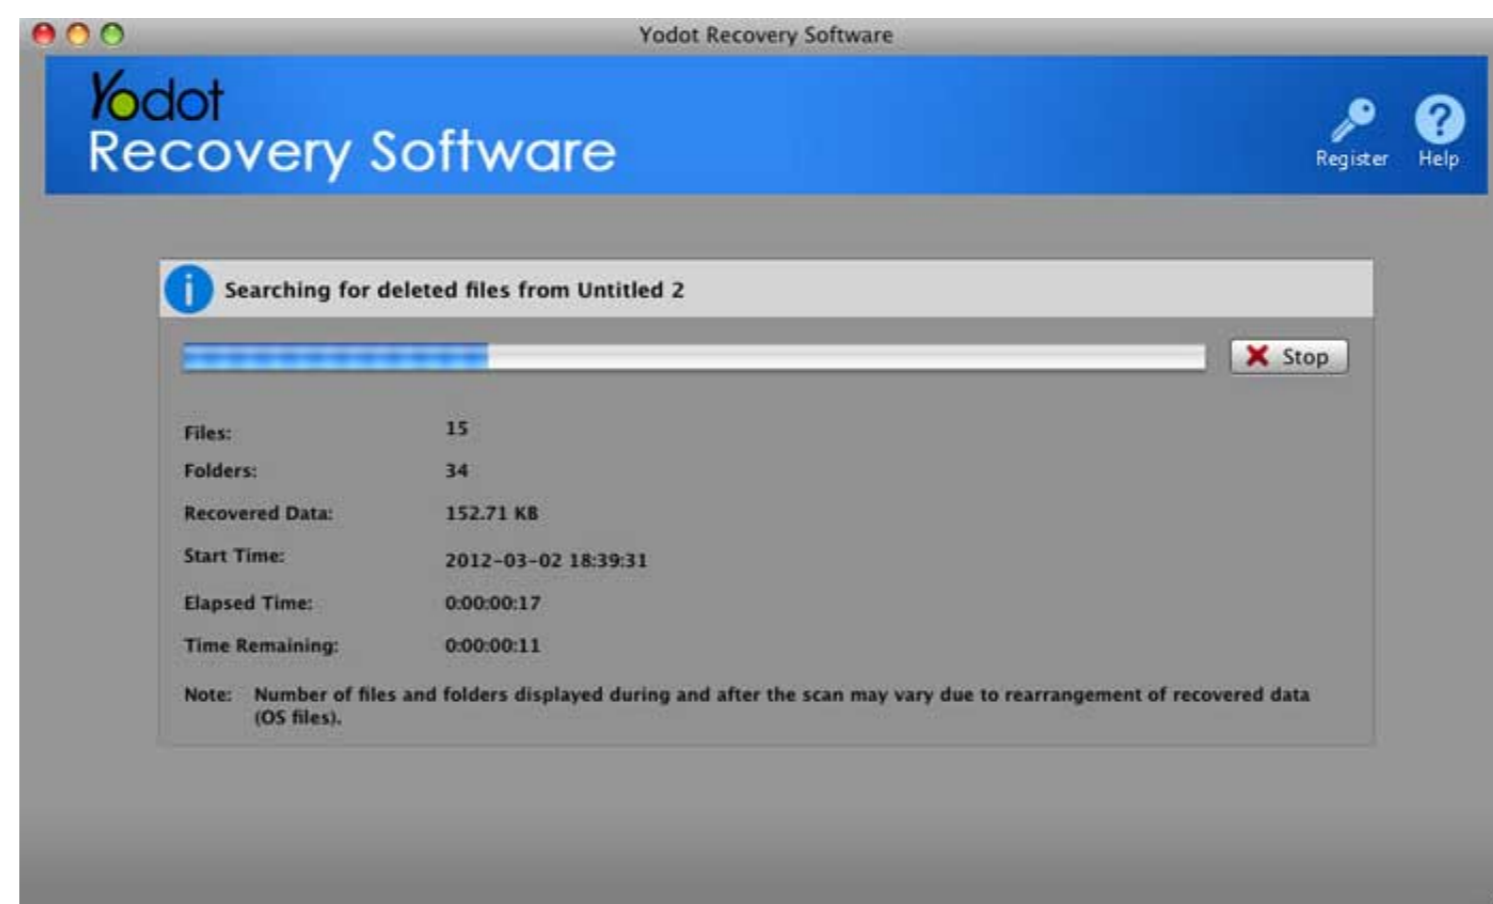 Yodot Recovery Software
Yodot
Recovery Software
Register
Help
Searching for deleted files from Untitled 2
Stop
Files: 15
Folders: 34
Recovered Data: 152.71 KB
Start Time: 2012-03-02 18:39:31
Elapsed Time: 0:00:00:17
Time Remaining: 0:00:00:11
Note: Number of files and folders displayed during and after the scan may vary due to rearrangement of recovered data
(OS files).